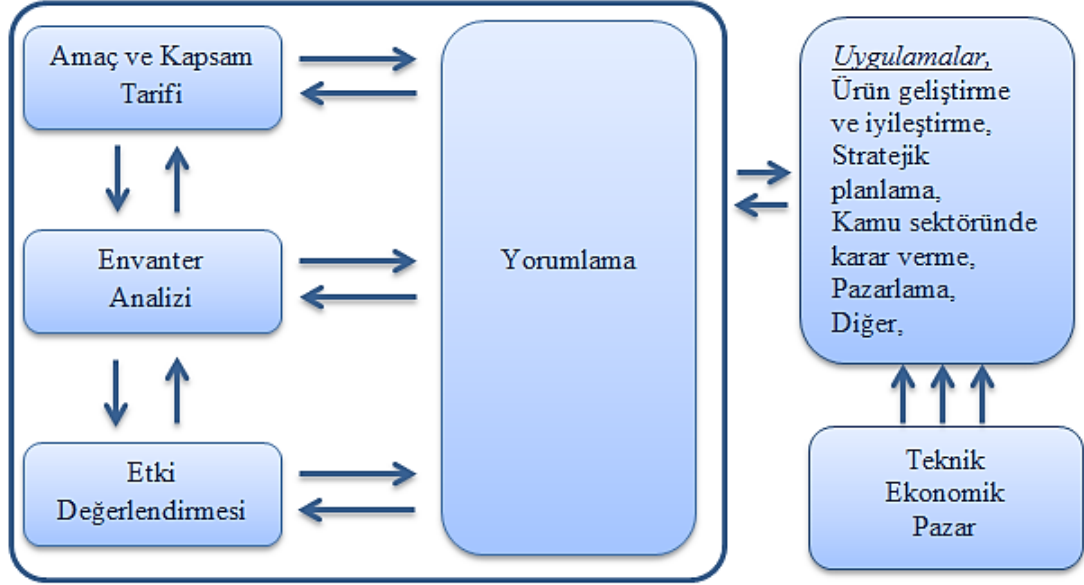 Amaç ve Kapsam
Tarifi
Envanter
Analizi
Etki
Değerlendirmesi
Yorumlama
Uygulamalar,
Ürün geliştirme
ve iyileştirme,
Stratejik
planlama,
Kamu sektöründe
karar verme,
Pazarlama,
Diğer,
Teknik
Ekonomik
Pazar